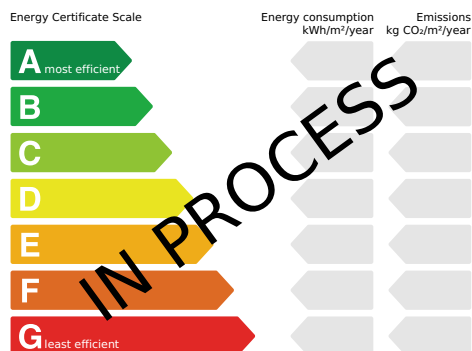 Energy Certificate Scale
Energy consumption
kWh/m²/year
Emissions
kg CO₂/m²/year
A most efficient
B
C
D
E
F
G least efficient
IN PROCESS